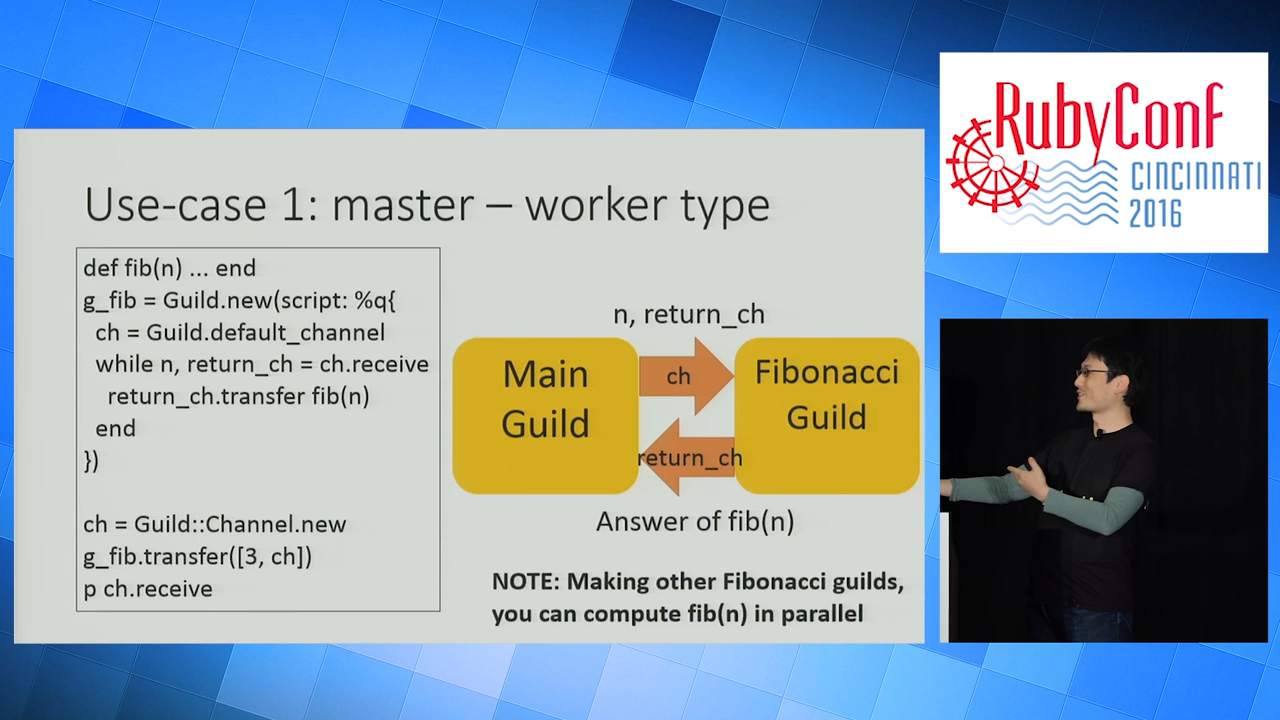 Use-case 1: master – worker type
def fib(n) ... end
g_fib = Guild.new(script: %q{
ch = Guild.default_channel
while n, return_ch = ch.receive
return_ch.transfer fib(n)
end
})
ch = Guild::Channel.new
g_fib.transfer([3, ch])
p ch.receive
n, return_ch
Main
Guild
ch
Fibonacci
Guild
return_ch
Answer of fib(n)
NOTE: Making other Fibonacci guilds,
you can compute fib(n) in parallel
RubyConf
CINCINNATI
2016